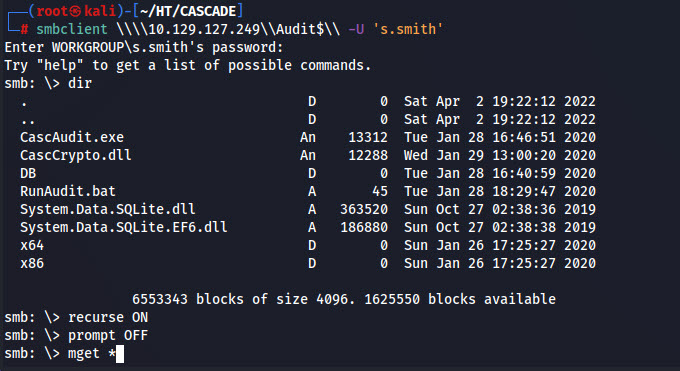 (root㉿kali)-[~/HT/CASCADE]
# smbclient \\\\10.129.127.249\\Audit$\\ -U 's.smith'
Enter WORKGROUP\s.smith's password:
Try "help" to get a list of possible commands.
smb: \> dir
. D 0 Sat Apr 2 19:22:12 2022
.. D 0 Sat Apr 2 19:22:12 2022
CascAudit.exe An 13312 Tue Jan 28 16:46:51 2020
CascCrypto.dll An 12288 Wed Jan 29 13:00:20 2020
DB D 0 Tue Jan 28 16:40:59 2020
RunAudit.bat A 45 Tue Jan 28 18:29:47 2020
System.Data.SQLite.dll A 363520 Sun Oct 27 02:38:36 2019
System.Data.SQLite.EF6.dll A 186880 Sun Oct 27 02:38:38 2019
x64 D 0 Sun Jan 26 17:25:27 2020
x86 D 0 Sun Jan 26 17:25:27 2020
6553343 blocks of size 4096. 1625550 blocks available
smb: \> recurse ON
smb: \> prompt OFF
smb: \> mget *